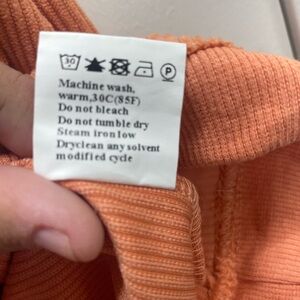 30
P
Machine wash,
warm,30C(85F)
Do not bleach
Do not tumble dry
Steam iron low
Dryclean any solvent
modified cycle